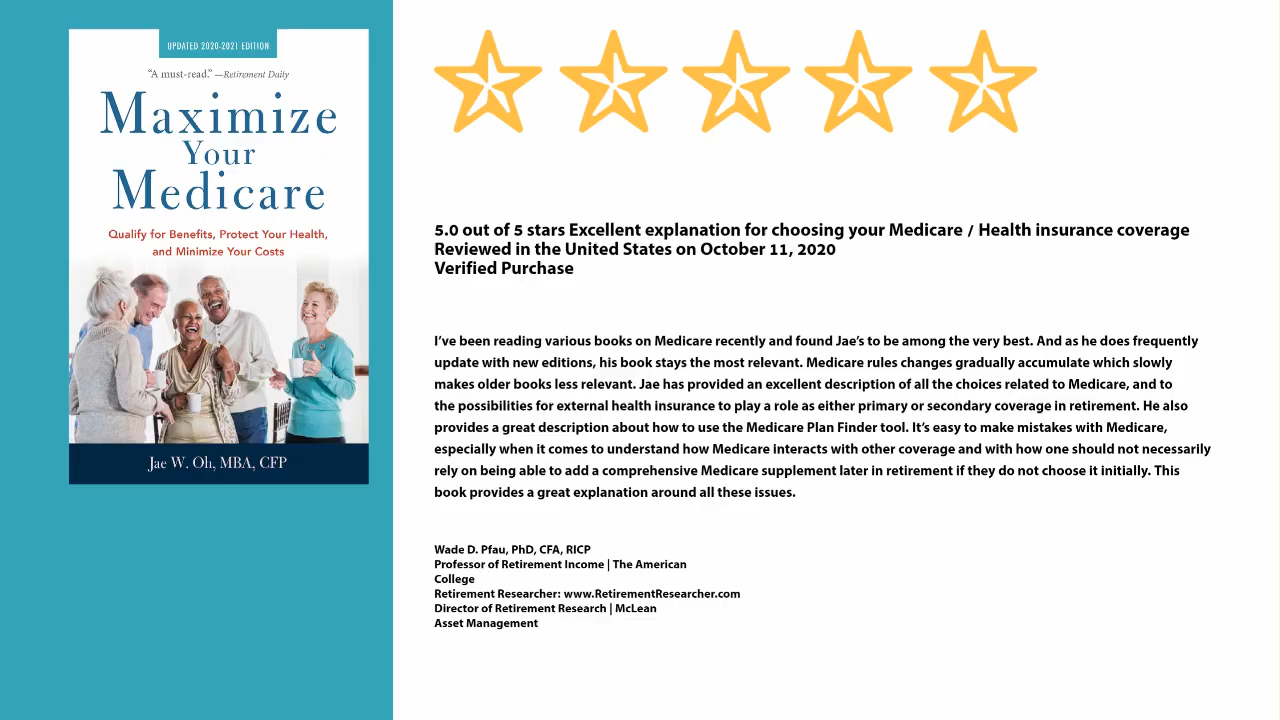 UPDATED 2020-2021 EDITION
“A must-read.” —Retirement Daily
Maximize
Your
Medicare
Qualify for Benefits, Protect Your Health,
and Minimize Your Costs
Jae W. Oh, MBA, CFP
5.0 out of 5 stars Excellent explanation for choosing your Medicare / Health insurance coverage
Reviewed in the United States on October 11, 2020
Verified Purchase
I’ve been reading various books on Medicare recently and found Jae’s to be among the very best. And as he does frequently
update with new editions, his book stays the most relevant. Medicare rules changes gradually accumulate which slowly
makes older books less relevant. Jae has provided an excellent description of all the choices related to Medicare, and to
the possibilities for external health insurance to play a role as either primary or secondary coverage in retirement. He also
provides a great description about how to use the Medicare Plan Finder tool. It’s easy to make mistakes with Medicare,
especially when it comes to understand how Medicare interacts with other coverage and with how one should not necessarily
rely on being able to add a comprehensive Medicare supplement later in retirement if they do not choose it initially. This
book provides a great explanation around all these issues.
Wade D. Pfau, PhD, CFA, RICP
Professor of Retirement Income | The American
College
Retirement Researcher: www.RetirementResearcher.com
Director of Retirement Research | McLean
Asset Management